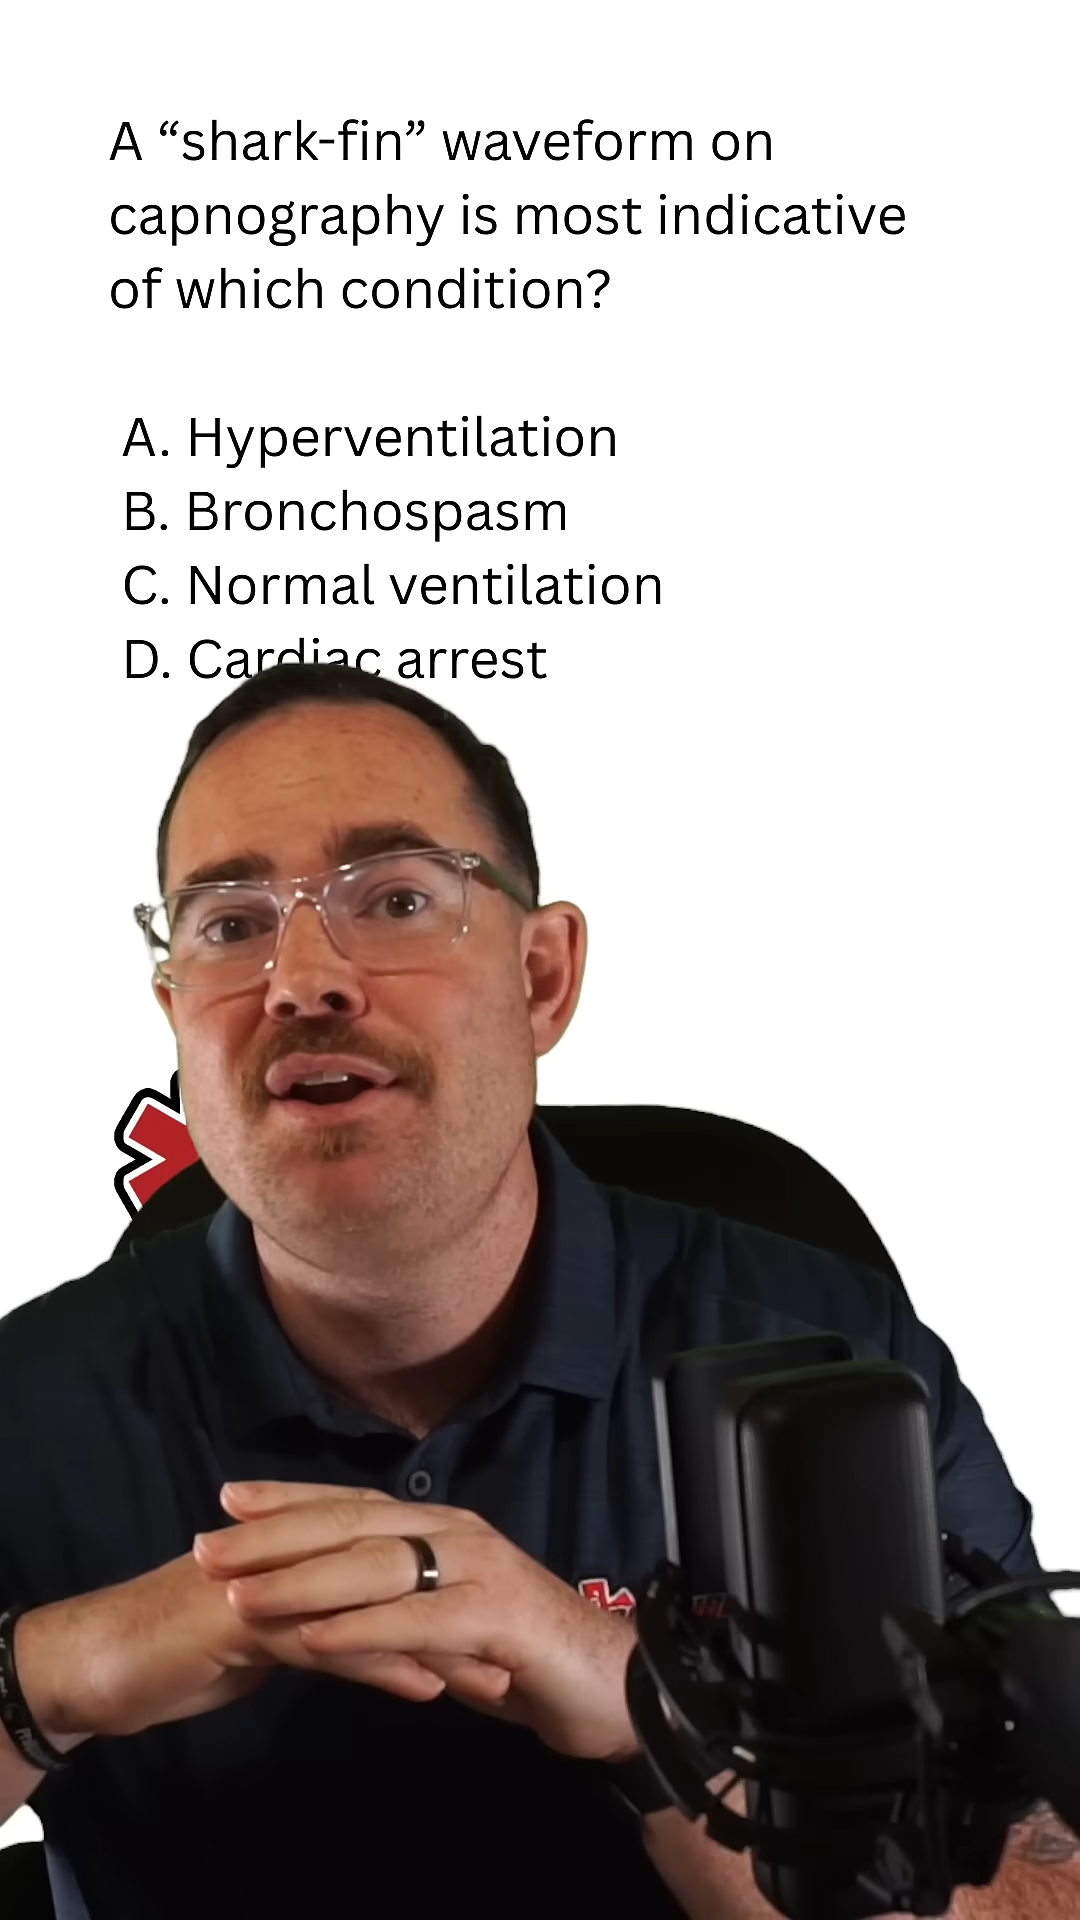 A “shark-fin” waveform on
capnography is most indicative
of which condition?
A. Hyperventilation
B. Bronchospasm
C. Normal ventilation
D. Cardiac arrest